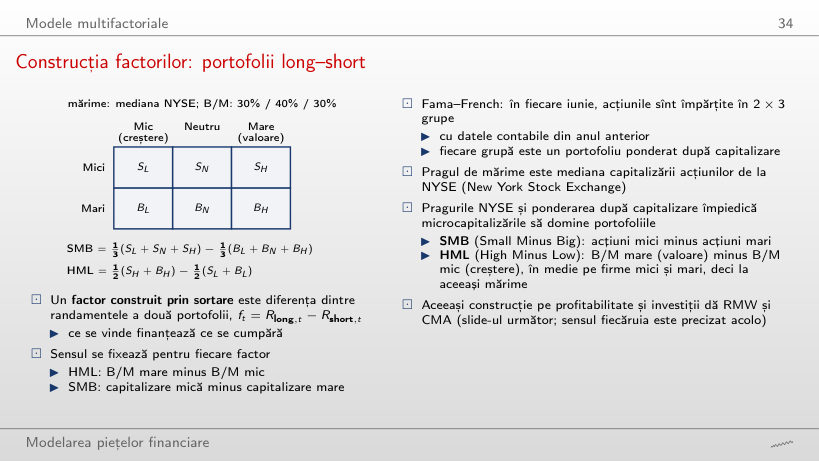 Modele multifactoriale 34
Construcția factorilor: portofolii long–short
mărime: mediana NYSE; B/M: 30% / 40% / 30%
Mic Neutru Mare
(creștere) (valoare)
Mici S_L S_N S_H
Mari B_L B_N B_H
SMB = 1/3 (S_L + S_N + S_H) − 1/3 (B_L + B_N + B_H)
HML = 1/2 (S_H + B_H) − 1/2 (S_L + B_L)
Un factor construit prin sortare este diferența dintre
randamentele a două portofolii, f_t = R_long,t − R_short,t
ce se vinde finanțează ce se cumpără
Sensul se fixează pentru fiecare factor
HML: B/M mare minus B/M mic
SMB: capitalizare mică minus capitalizare mare
Fama–French: în fiecare iunie, acțiunile sînt împărțite în 2 × 3
grupe
cu datele contabile din anul anterior
fiecare grupă este un portofoliu ponderat după capitalizare
Pragul de mărime este mediana capitalizării acțiunilor de la
NYSE (New York Stock Exchange)
Pragurile NYSE și ponderarea după capitalizare împiedică
microcapitalizările să domine portofoliile
SMB (Small Minus Big): acțiuni mici minus acțiuni mari
HML (High Minus Low): B/M mare (valoare) minus B/M
mic (creștere), în medie pe firme mici și mari, deci la
aceeași mărime
Aceeași construcție pe profitabilitate și investiții dă RMW și
CMA (slide-ul următor; sensul fiecăruia este precizat acolo)
Modelarea piețelor financiare